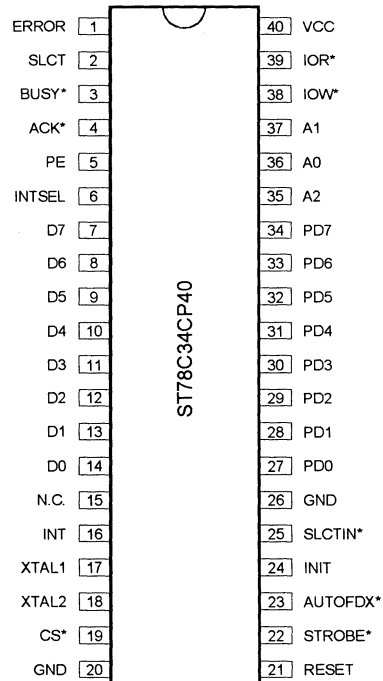 ERROR 1 40 VCC
SLCT 2 39 IOR*
BUSY* 3 38 IOW*
ACK* 4 37 A1
PE 5 36 A0
INTSEL 6 35 A2
D7 7 34 PD7
D6 8 33 PD6
D5 9 32 PD5
D4 10 31 PD4
D3 11 30 PD3
D2 12 29 PD2
D1 13 28 PD1
D0 14 27 PD0
N.C. 15 26 GND
INT 16 25 SLCTIN*
XTAL1 17 24 INIT
XTAL2 18 23 AUTOFDX*
CS* 19 22 STROBE*
GND 20 21 RESET
ST78C34CP40